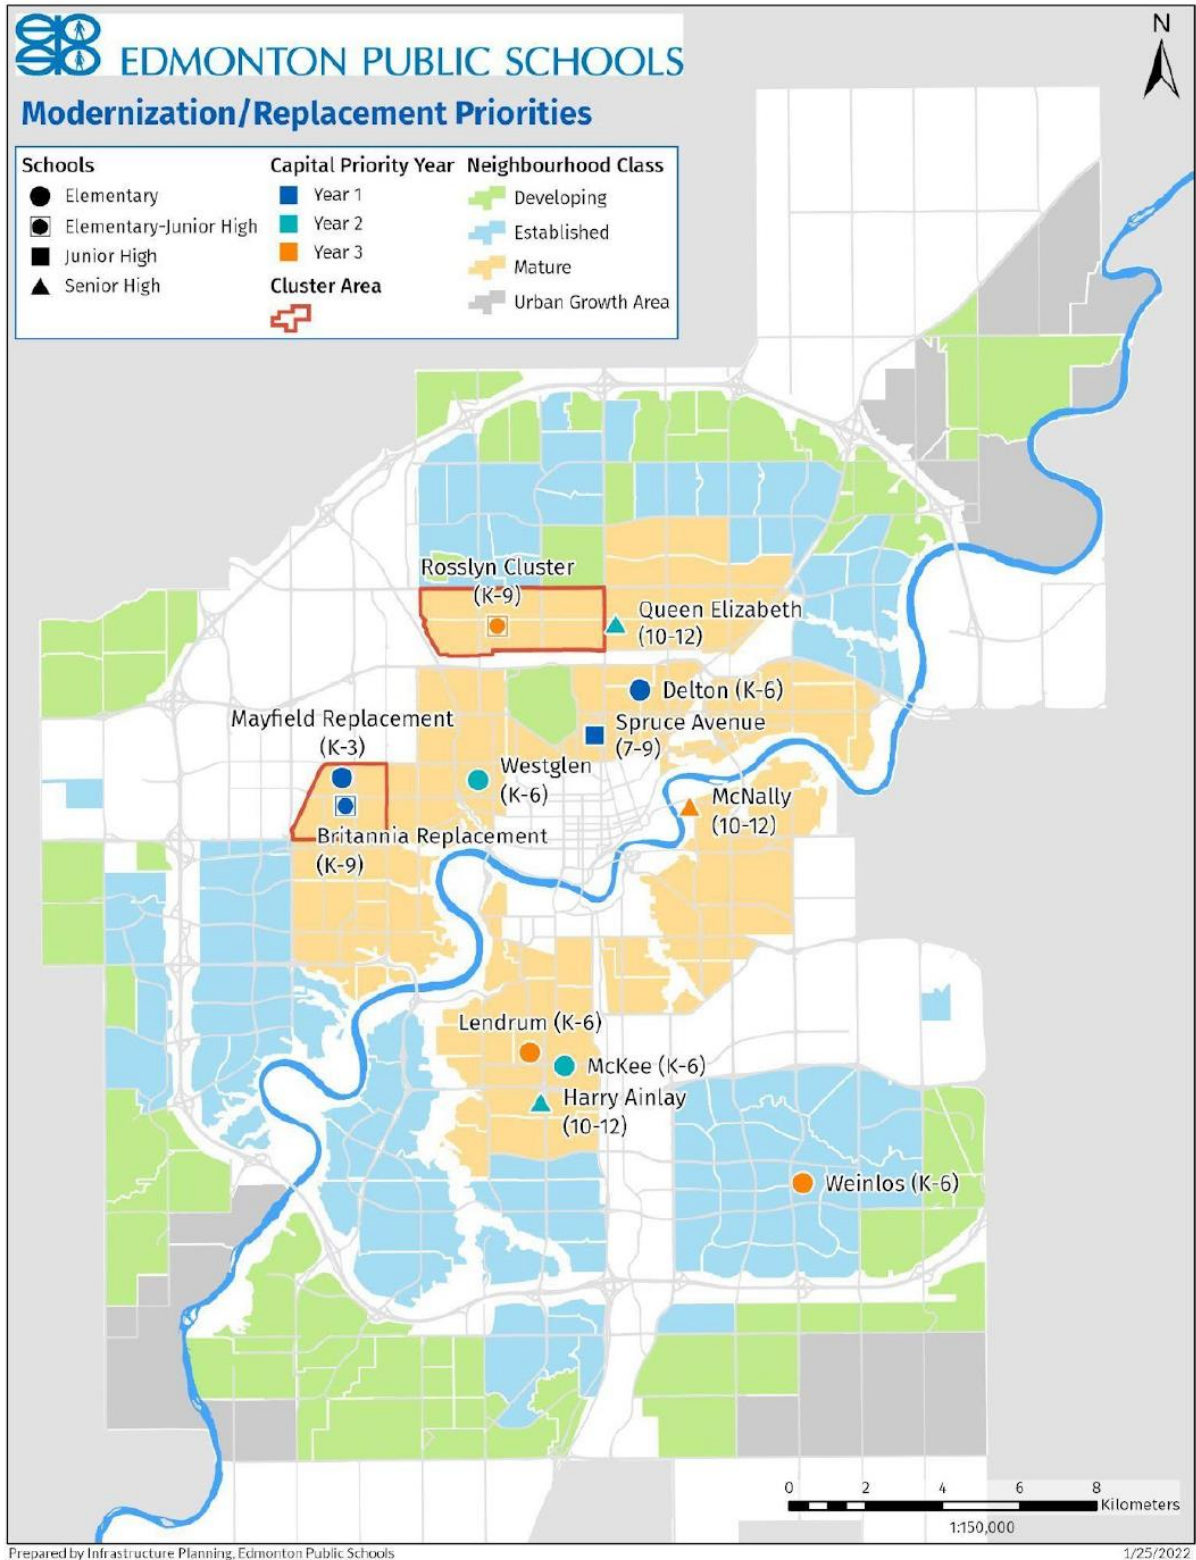 EDMONTON PUBLIC SCHOOLS
N
Modernization/Replacement Priorities
Schools
Elementary
Elementary-Junior High
Junior High
Senior High
Capital Priority Year
Year 1
Year 2
Year 3
Cluster Area
Neighbourhood Class
Developing
Established
Mature
Urban Growth Area
Rosslyn Cluster
(K-9)
Queen Elizabeth
(10-12)
Delton (K-6)
Mayfield Replacement
(K-3)
Spruce Avenue
(7-9)
Westglen
(K-6)
McNally
(10-12)
Britannia Replacement
(K-9)
Lendrum (K-6)
McKee (K-6)
Harry Ainlay
(10-12)
Weinlos (K-6)
0 2 4 6 8
Kilometers
1:150,000
Prepared by Infrastructure Planning, Edmonton Public Schools
1/25/2022